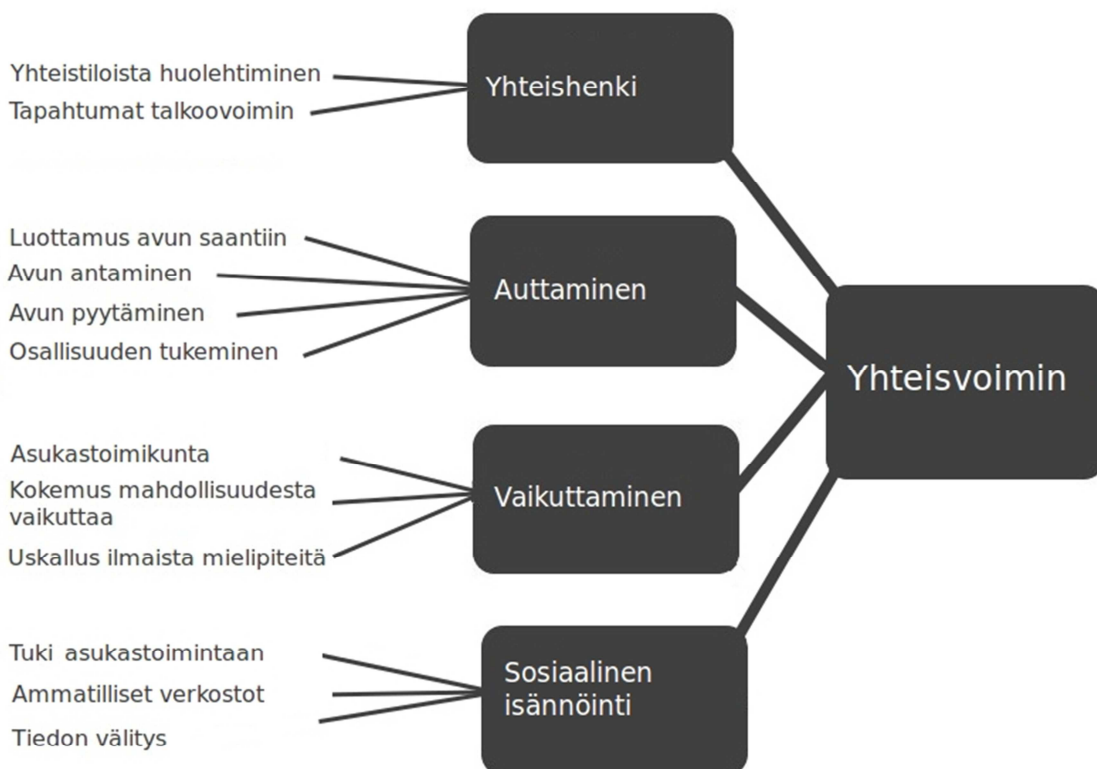 Yhteistiloista huolehtiminen
Tapahtumat talkoovoimin
Yhteishenki
Luottamus avun saantiin
Avun antaminen
Avun pyytäminen
Osallisuuden tukeminen
Auttaminen
Asukastoimikunta
Kokemus mahdollisuudesta
vaikuttaa
Uskallus ilmaista mielipiteitä
Vaikuttaminen
Tuki asukastoimintaan
Ammatilliset verkostot
Tiedon välitys
Sosiaalinen
isännöinti
Yhteisvoimin